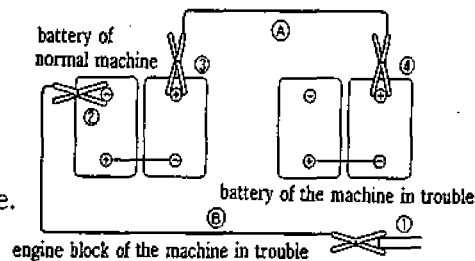 battery of
normal machine
Ⓐ
③
④
②
⊖
⊕
⊖
⊕
⊕
⊖
⊕
⊖
battery of the machine in trouble
e.
Ⓑ
①
engine block of the machine in trouble